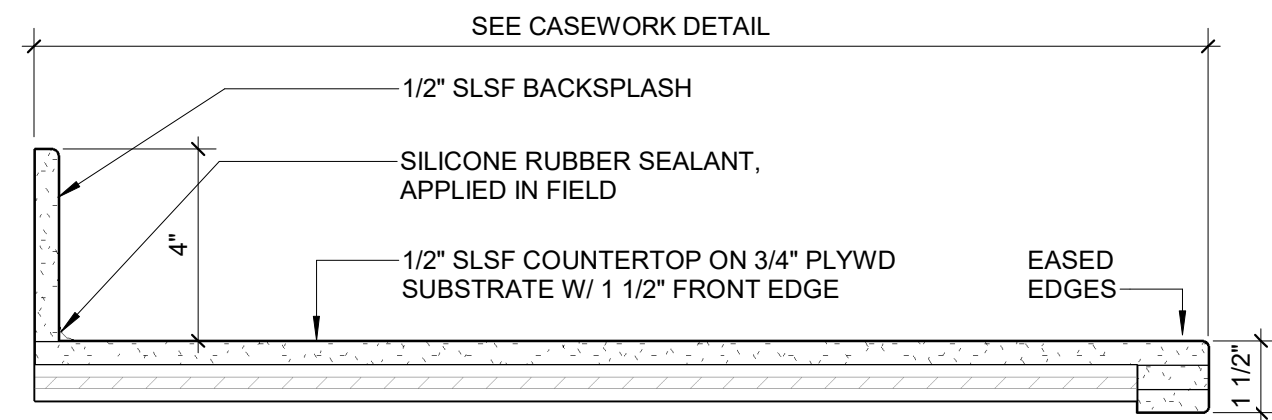 SEE CASEWORK DETAIL
1/2" SLSF BACKSPLASH
SILICONE RUBBER SEALANT,
APPLIED IN FIELD
4"
1/2" SLSF COUNTERTOP ON 3/4" PLYWD
SUBSTRATE W/ 1 1/2" FRONT EDGE
EASED
EDGES
1 1/2"